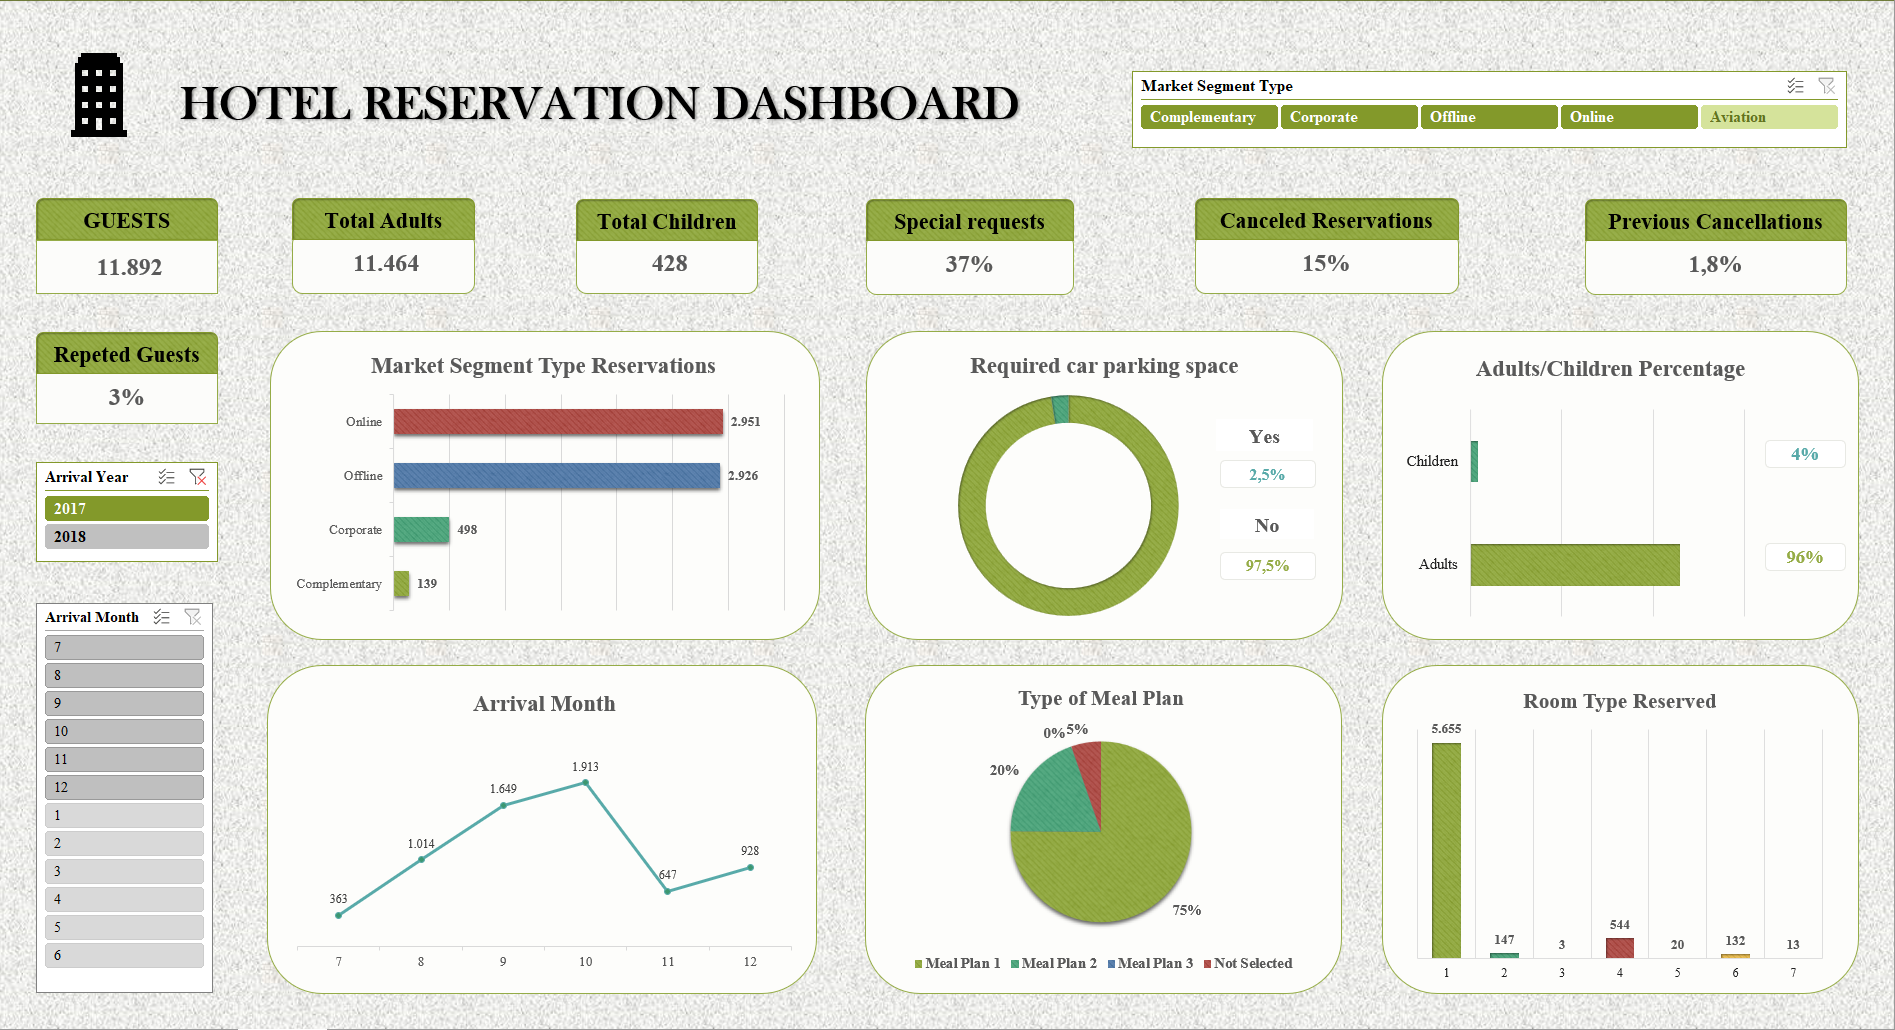 HOTEL RESERVATION DASHBOARD
Market Segment Type
Complementary
Corporate
Offline
Online
Aviation
GUESTS
11.892
Total Adults
11.464
Total Children
428
Special requests
37%
Canceled Reservations
15%
Previous Cancellations
1,8%
Repeted Guests
3%
Arrival Year
2017
2018
Arrival Month
7
8
9
10
11
12
1
2
3
4
5
6
Market Segment Type Reservations
Online 2.951
Offline 2.926
Corporate 498
Complementary 139
Required car parking space
Yes
2,5%
No
97,5%
Adults/Children Percentage
Children 4%
Adults 96%
Arrival Month
363
1.014
1.649
1.913
647
928
7 8 9 10 11 12
Type of Meal Plan
0% 5%
20%
75%
Meal Plan 1 Meal Plan 2 Meal Plan 3 Not Selected
Room Type Reserved
5.655
147
3
544
20
132
13
1 2 3 4 5 6 7